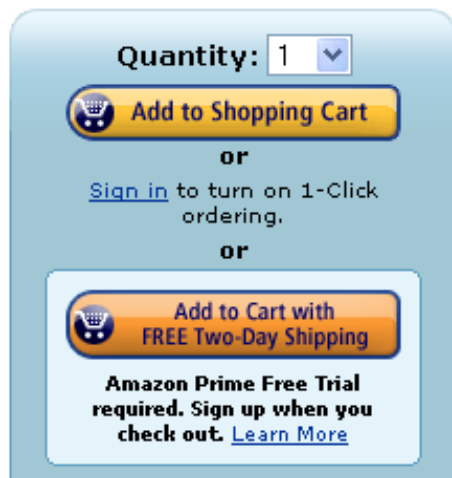 Quantity: 1
Add to Shopping Cart
or
Sign in to turn on 1-Click
ordering.
or
Add to Cart with
FREE Two-Day Shipping
Amazon Prime Free Trial
required. Sign up when you
check out. Learn More